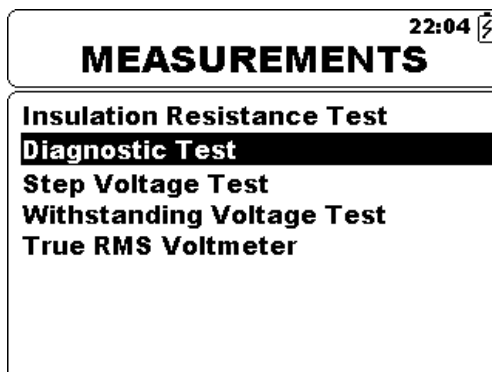 22:04
MEASUREMENTS
Insulation Resistance Test
Diagnostic Test
Step Voltage Test
Withstanding Voltage Test
True RMS Voltmeter